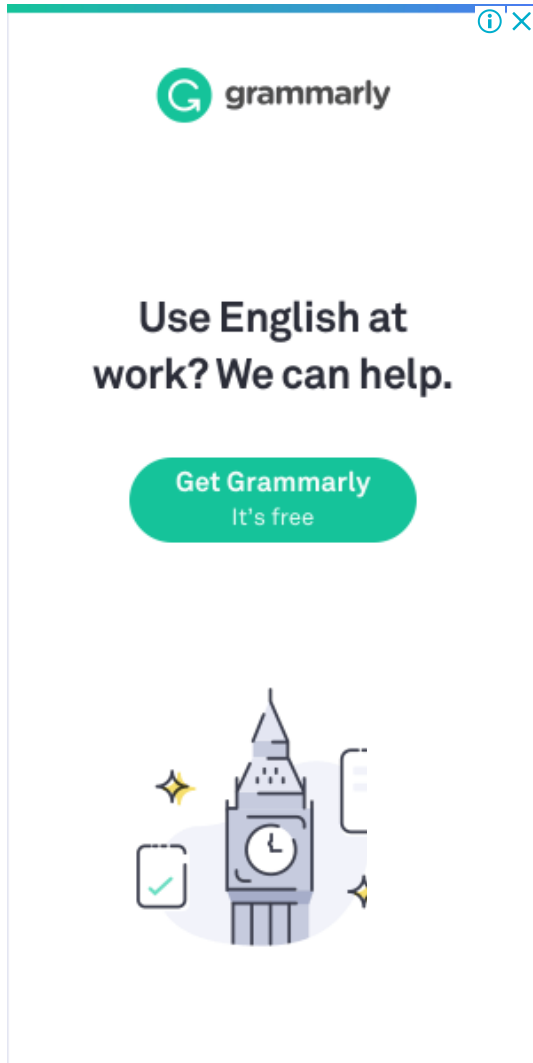 grammarly
Use English at
work? We can help.
Get Grammarly
It's free